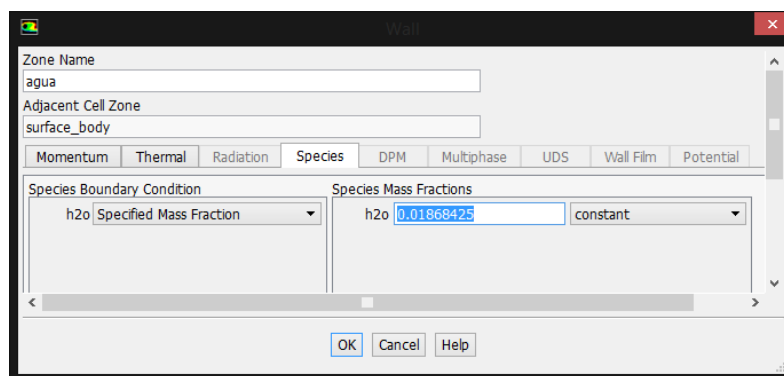 Wall
Zone Name
agua
Adjacent Cell Zone
surface_body
Momentum Thermal Radiation Species DPM Multiphase UDS Wall Film Potential
Species Boundary Condition Species Mass Fractions
h2o Specified Mass Fraction h2o 0.01868425 constant
OK Cancel Help